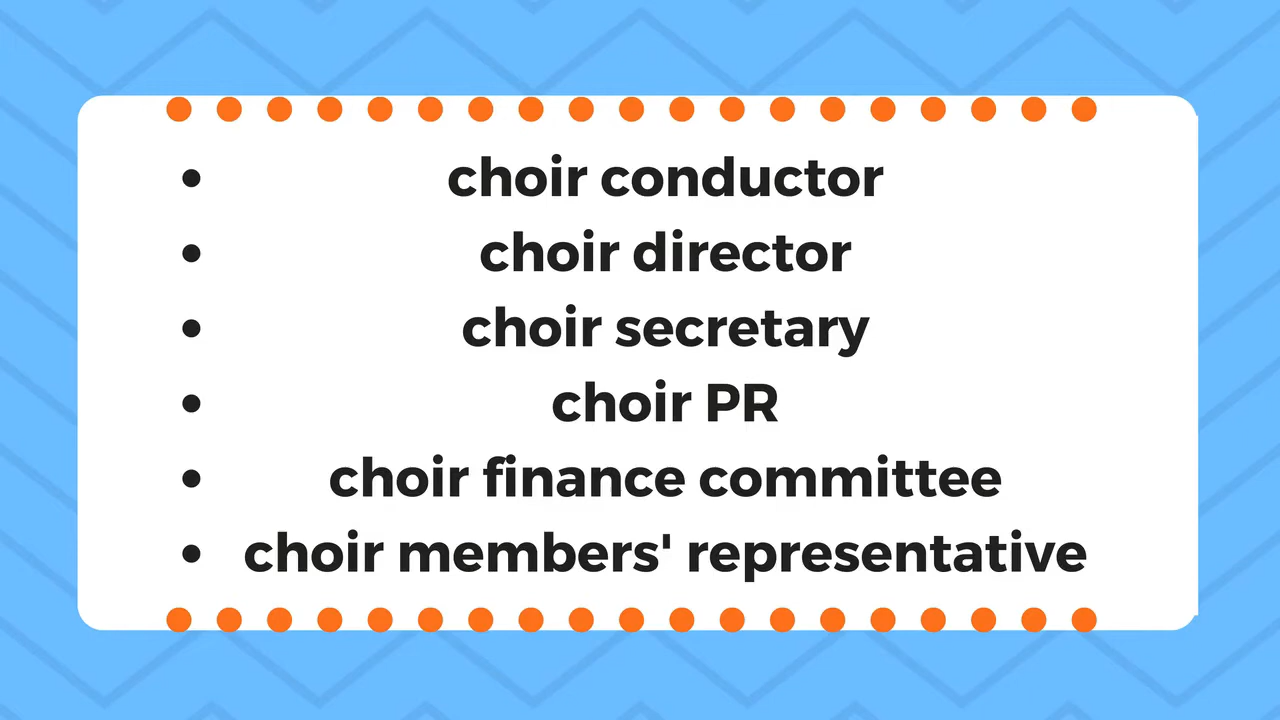 • choir conductor
• choir director
• choir secretary
• choir PR
• choir finance committee
• choir members' representative